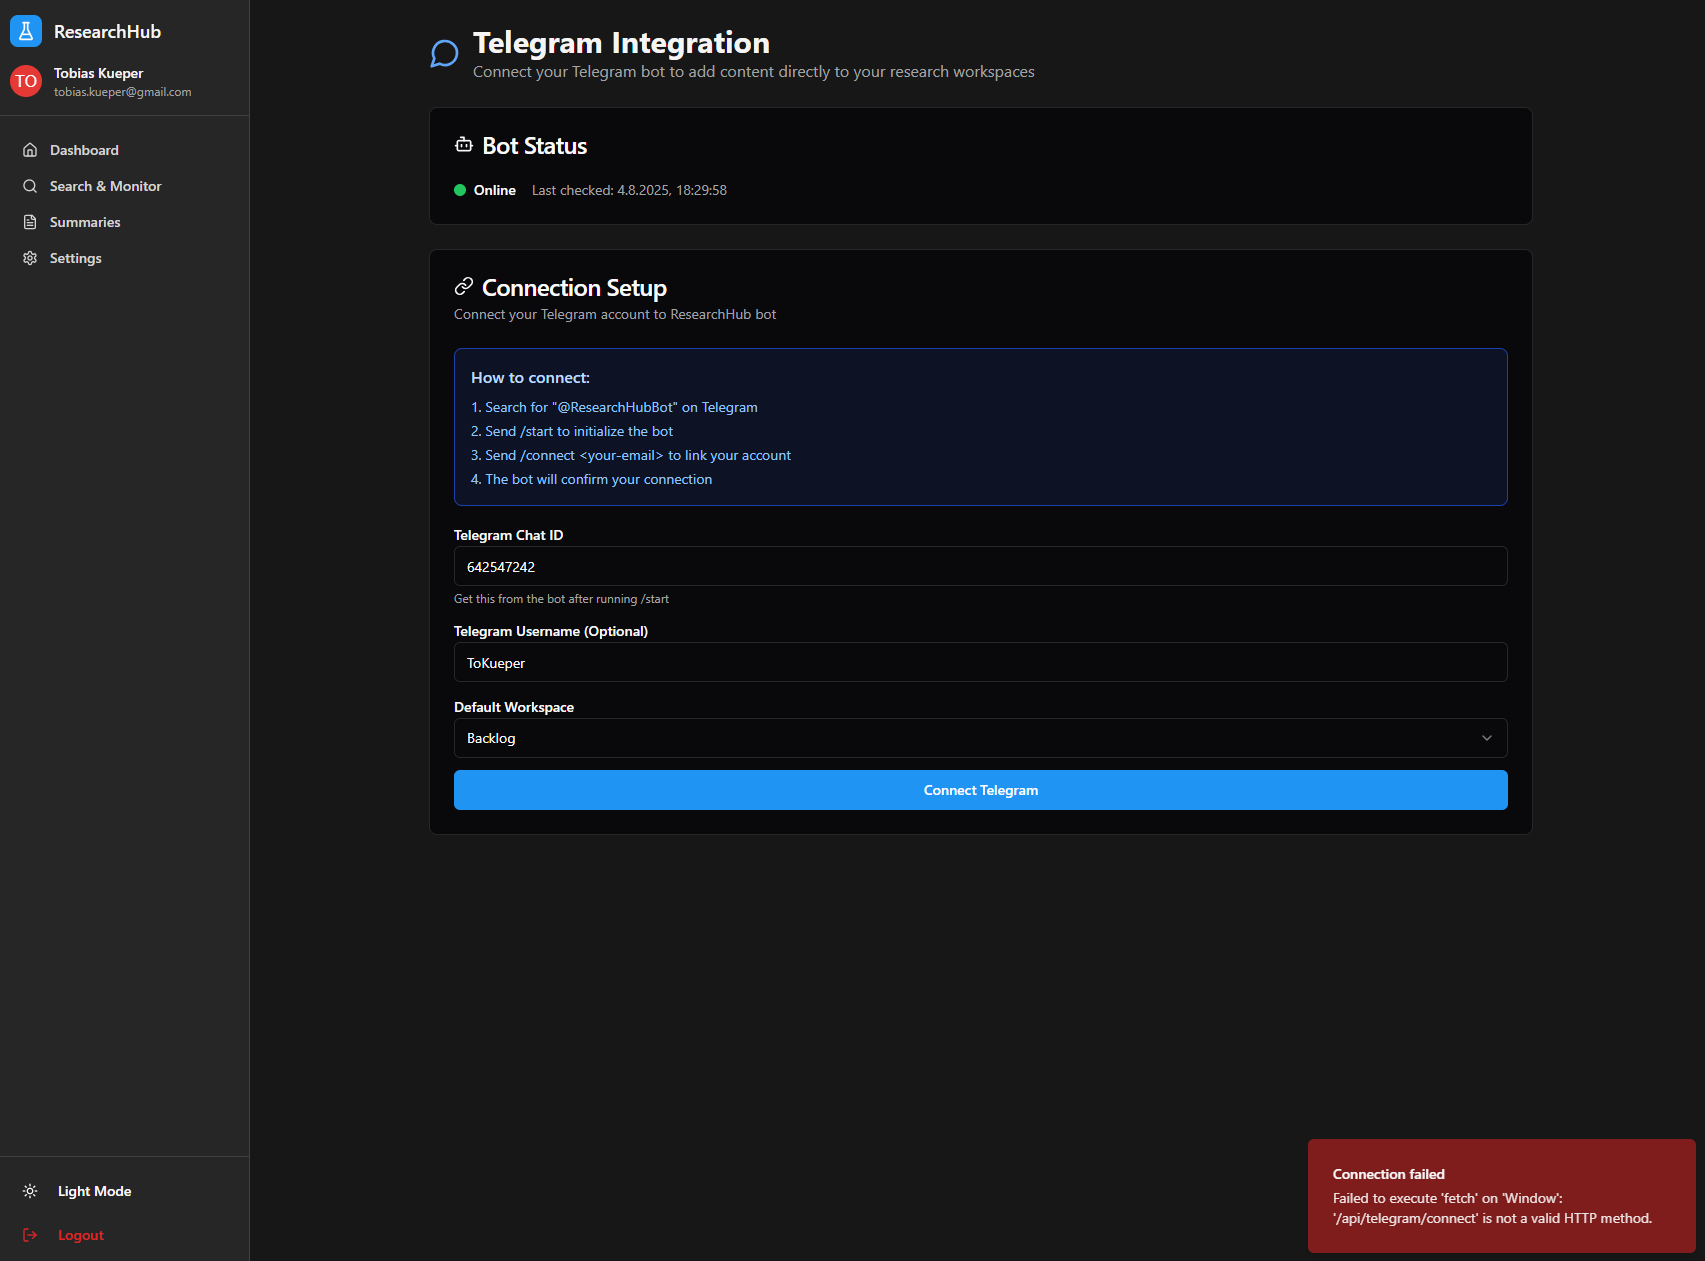 ResearchHub
TO
Tobias Kueper
tobias.kueper@gmail.com
Dashboard
Search & Monitor
Summaries
Settings
Light Mode
Logout
Telegram Integration
Connect your Telegram bot to add content directly to your research workspaces
Bot Status
Online Last checked: 4.8.2025, 18:29:58
Connection Setup
Connect your Telegram account to ResearchHub bot
How to connect:
1. Search for "@ResearchHubBot" on Telegram
2. Send /start to initialize the bot
3. Send /connect <your-email> to link your account
4. The bot will confirm your connection
Telegram Chat ID
642547242
Get this from the bot after running /start
Telegram Username (Optional)
ToKueper
Default Workspace
Backlog
Connect Telegram
Connection failed
Failed to execute 'fetch' on 'Window':
'/api/telegram/connect' is not a valid HTTP method.